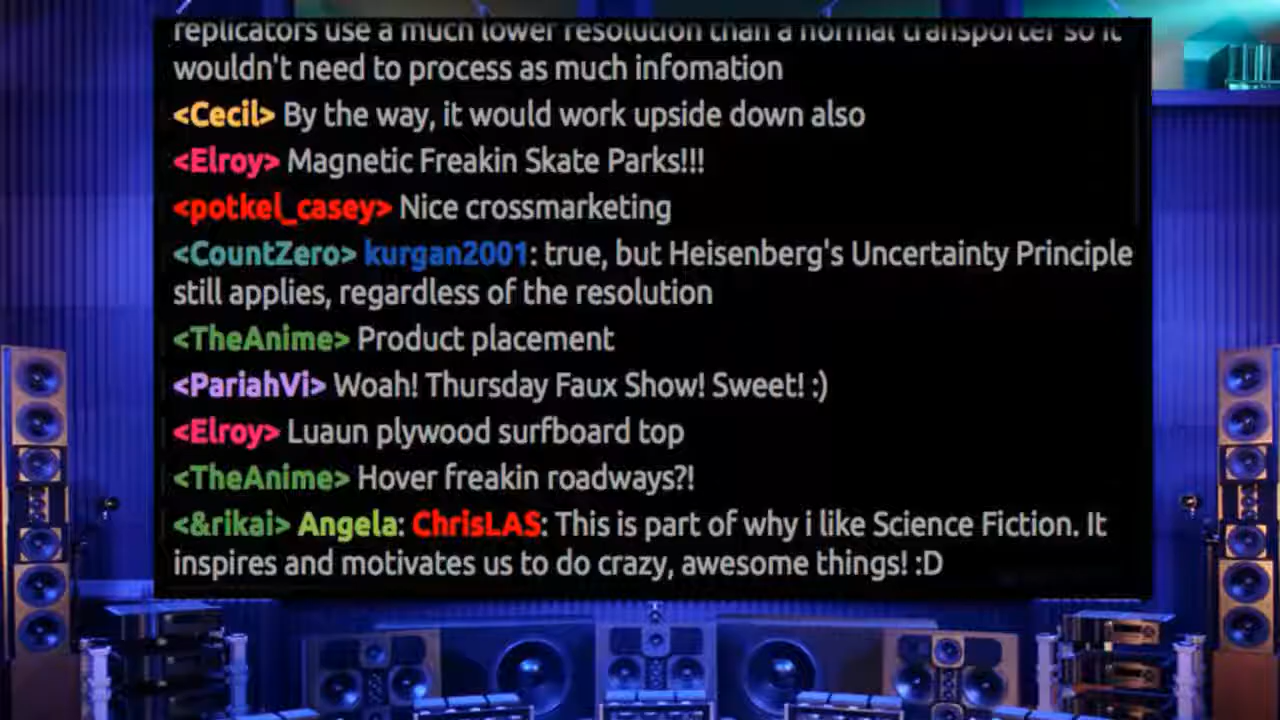 replicators use a much lower resolution than a normal transporter so it
wouldn't need to process as much infomation
<Cecil> By the way, it would work upside down also
<Elroy> Magnetic Freakin Skate Parks!!!
<potkel_casey> Nice crossmarketing
<CountZero> kurgan2001: true, but Heisenberg's Uncertainty Principle
still applies, regardless of the resolution
<TheAnime> Product placement
<PariahVi> Woah! Thursday Faux Show! Sweet! :)
<Elroy> Luaun plywood surfboard top
<TheAnime> Hover freakin roadways?!
<&rikai> Angela: ChrisLAS: This is part of why i like Science Fiction. It
inspires and motivates us to do crazy, awesome things! :D